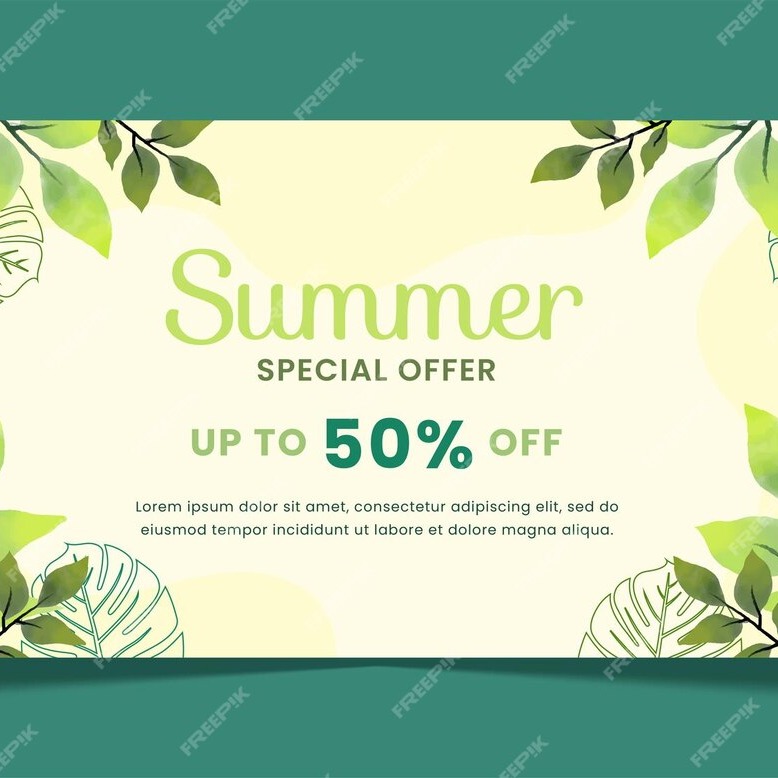 Summer
SPECIAL OFFER
UP TO 50% OFF
Lorem ipsum dolor sit amet, consectetur adipiscing elit, sed do
eiusmod tempor incididunt ut labore et dolore magna aliqua.
FREEPIK